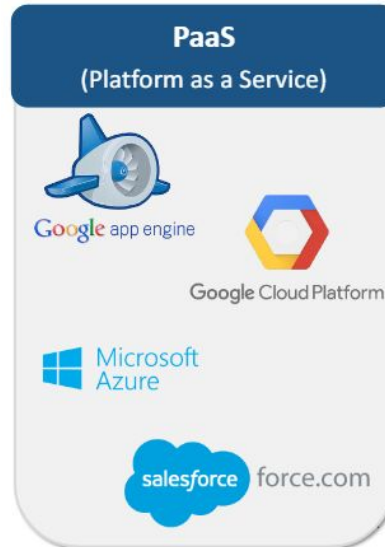 PaaS
(Platform as a Service)
Google app engine
Google Cloud Platform
Microsoft
Azure
salesforce force.com